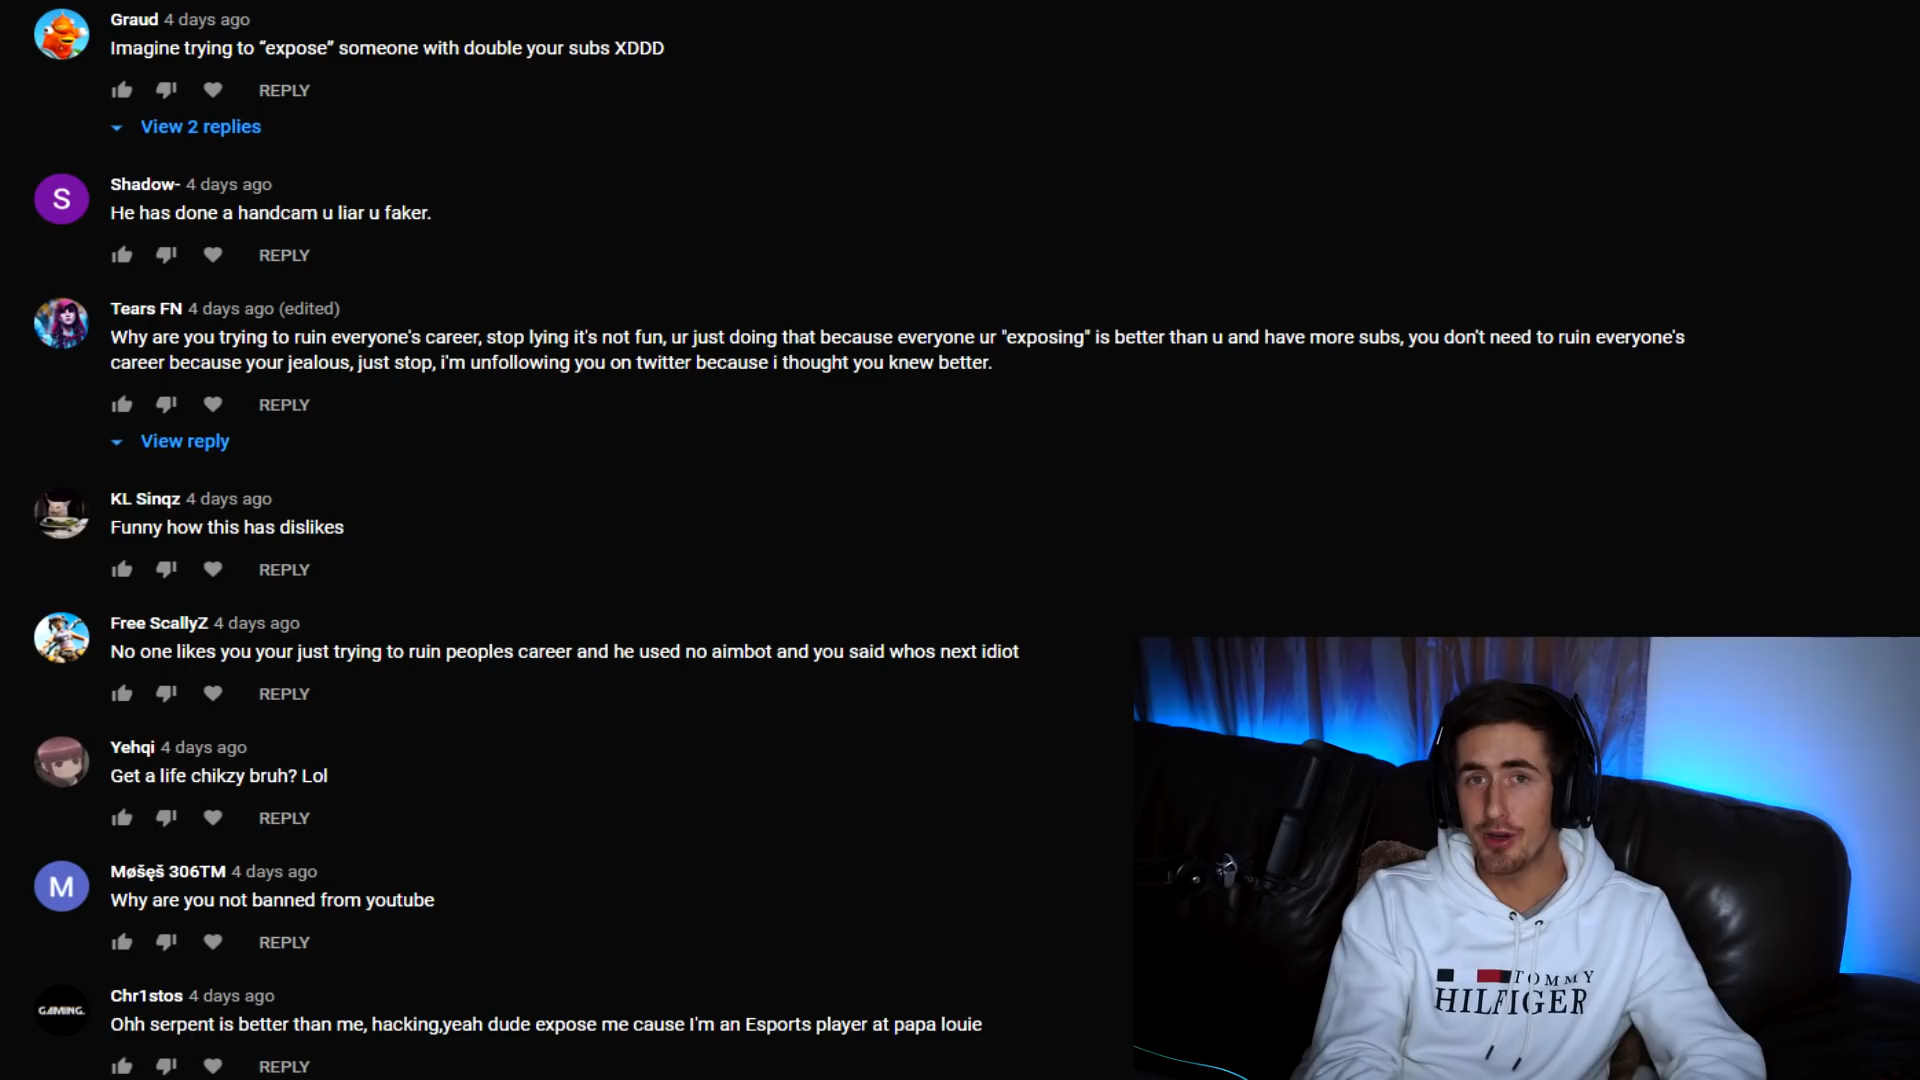 Graud 4 days ago
Imagine trying to “expose” someone with double your subs XDDD
REPLY
View 2 replies
S
Shadow- 4 days ago
He has done a handcam u liar u faker.
REPLY
Tears FN 4 days ago (edited)
Why are you trying to ruin everyone's career, stop lying it's not fun, ur just doing that because everyone ur "exposing" is better than u and have more subs, you don't need to ruin everyone's
career because your jealous, just stop, i'm unfollowing you on twitter because i thought you knew better.
REPLY
View reply
KL Sinqz 4 days ago
Funny how this has dislikes
REPLY
Free ScallyZ 4 days ago
No one likes you your just trying to ruin peoples career and he used no aimbot and you said whos next idiot
REPLY
Yehqi 4 days ago
Get a life chikzy bruh? Lol
REPLY
M
Møšęš 306TM 4 days ago
Why are you not banned from youtube
REPLY
GAMING.
Chr1stos 4 days ago
Ohh serpent is better than me, hacking,yeah dude expose me cause I'm an Esports player at papa louie
REPLY
TOMMY
HILFIGER